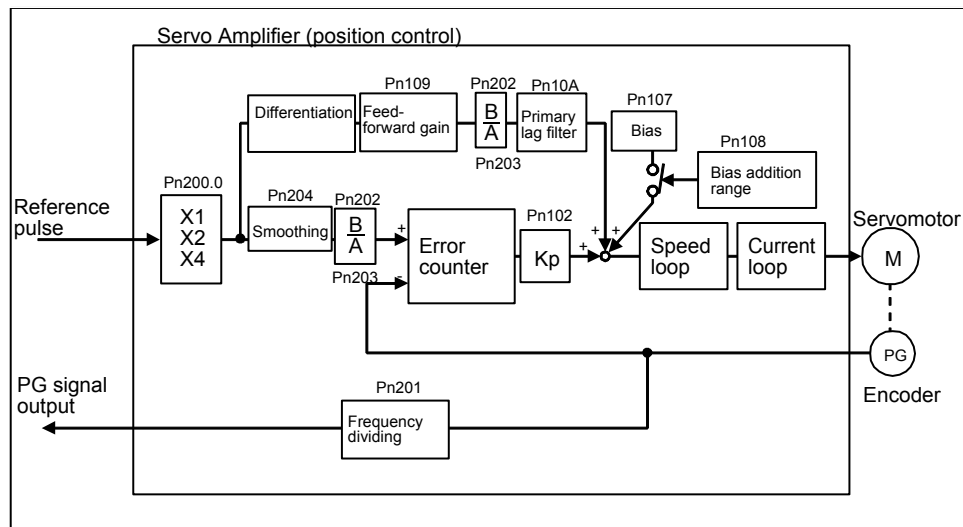 Servo Amplifier (position control)
Pn109
Pn202
Pn10A
Pn107
Differentiation
Feed-
forward gain
B
A
Primary
lag filter
Bias
Pn203
Pn108
Bias addition
range
Pn200.0
Pn204
Pn202
Pn102
Reference
pulse
X1
X2
X4
Smoothing
B
A
Pn203
+
-
Error
counter
Kp
+
+
+
Speed
loop
Current
loop
Servomotor
M
PG
Encoder
PG signal
output
Pn201
Frequency
dividing